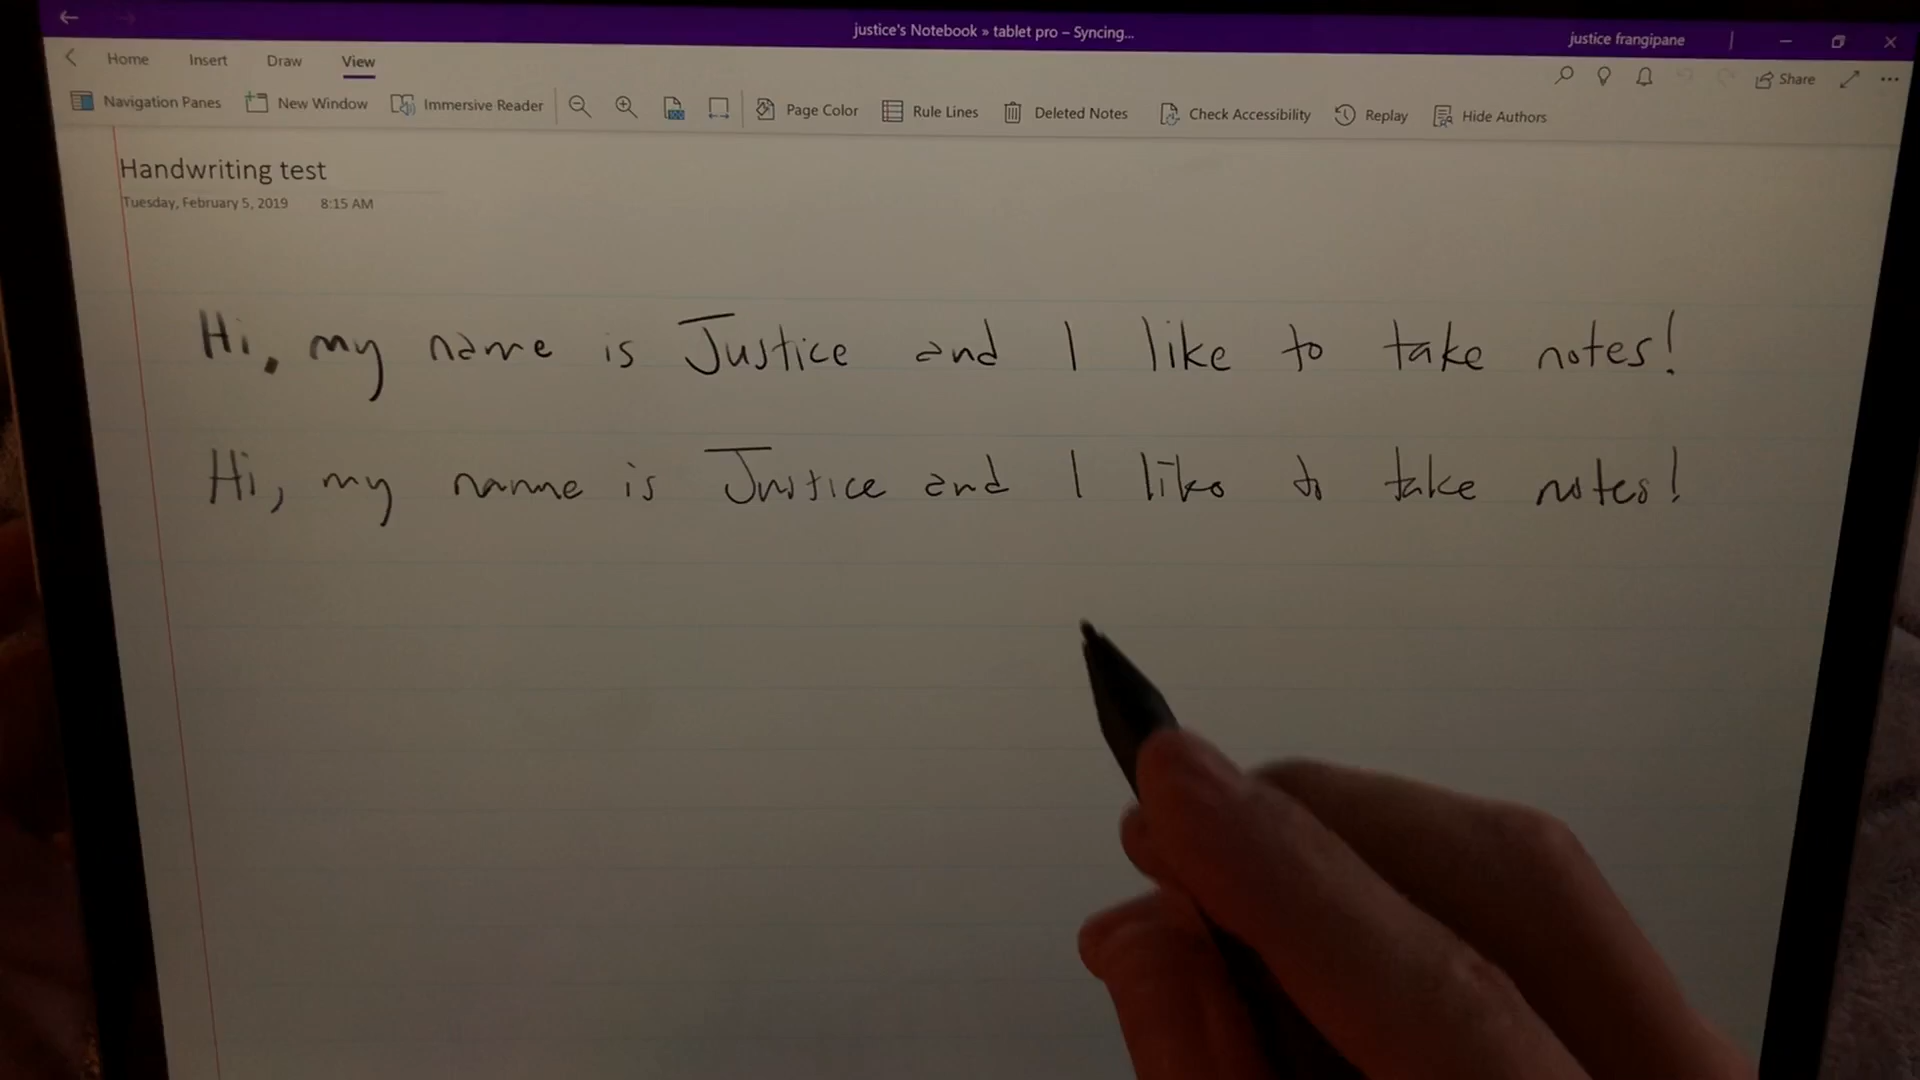 justice's Notebook » tablet pro – Syncing...
justice frangipane
Home Insert Draw View
Share
Navigation Panes New Window Immersive Reader Page Color Rule Lines Deleted Notes Check Accessibility Replay Hide Authors
Handwriting test
Tuesday, February 5, 2019 8:15 AM
Hi, my name is Justice and I like to take notes!
Hi, my name is Justice and I like to take notes!